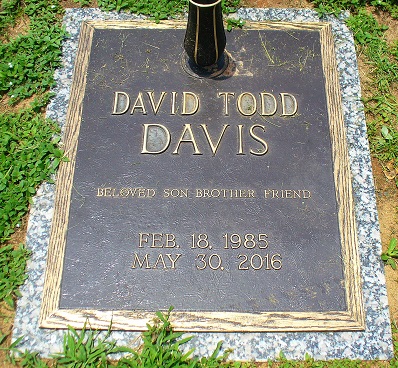 DAVID TODD
DAVIS
BELOVED SON BROTHER FRIEND
FEB. 18, 1985
MAY 30, 2016